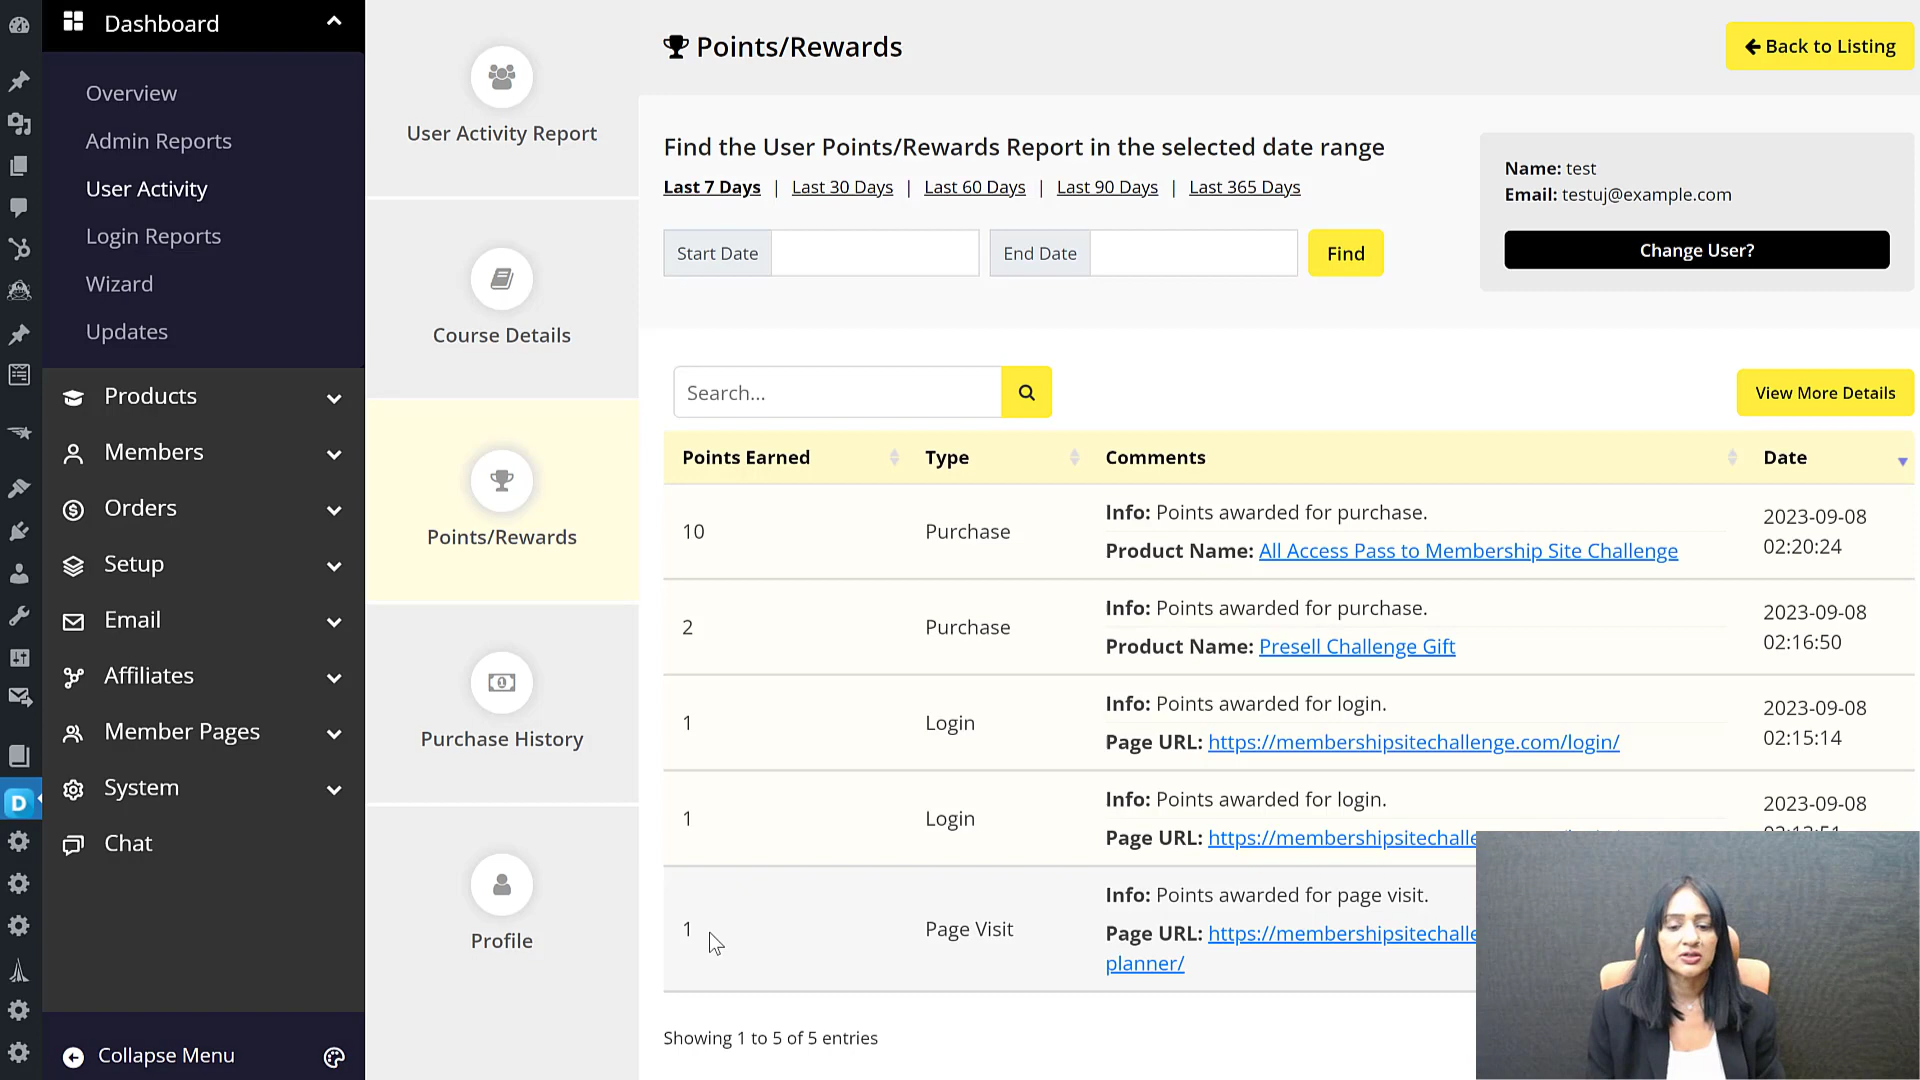 Dashboard
Overview
Admin Reports
User Activity
Login Reports
Wizard
Updates
Products
Members
Orders
Setup
Email
Affiliates
Member Pages
System
Chat
Collapse Menu
D
User Activity Report
Course Details
Points/Rewards
Purchase History
Profile
Points/Rewards
Back to Listing
Find the User Points/Rewards Report in the selected date range
Last 7 Days | Last 30 Days | Last 60 Days | Last 90 Days | Last 365 Days
Start Date End Date Find
Name: test
Email: testuj@example.com
Change User?
Search...
View More Details
Points Earned Type Comments Date
10 Purchase Info: Points awarded for purchase.
Product Name: All Access Pass to Membership Site Challenge
2023-09-08
02:20:24
2 Purchase Info: Points awarded for purchase.
Product Name: Presell Challenge Gift
2023-09-08
02:16:50
1 Login Info: Points awarded for login.
Page URL: https://membershipsitechallenge.com/login/
2023-09-08
02:15:14
1 Login Info: Points awarded for login.
Page URL: https://membershipsitechalle
2023-09-08
1 Page Visit Info: Points awarded for page visit.
Page URL: https://membershipsitechalle
planner/
Showing 1 to 5 of 5 entries